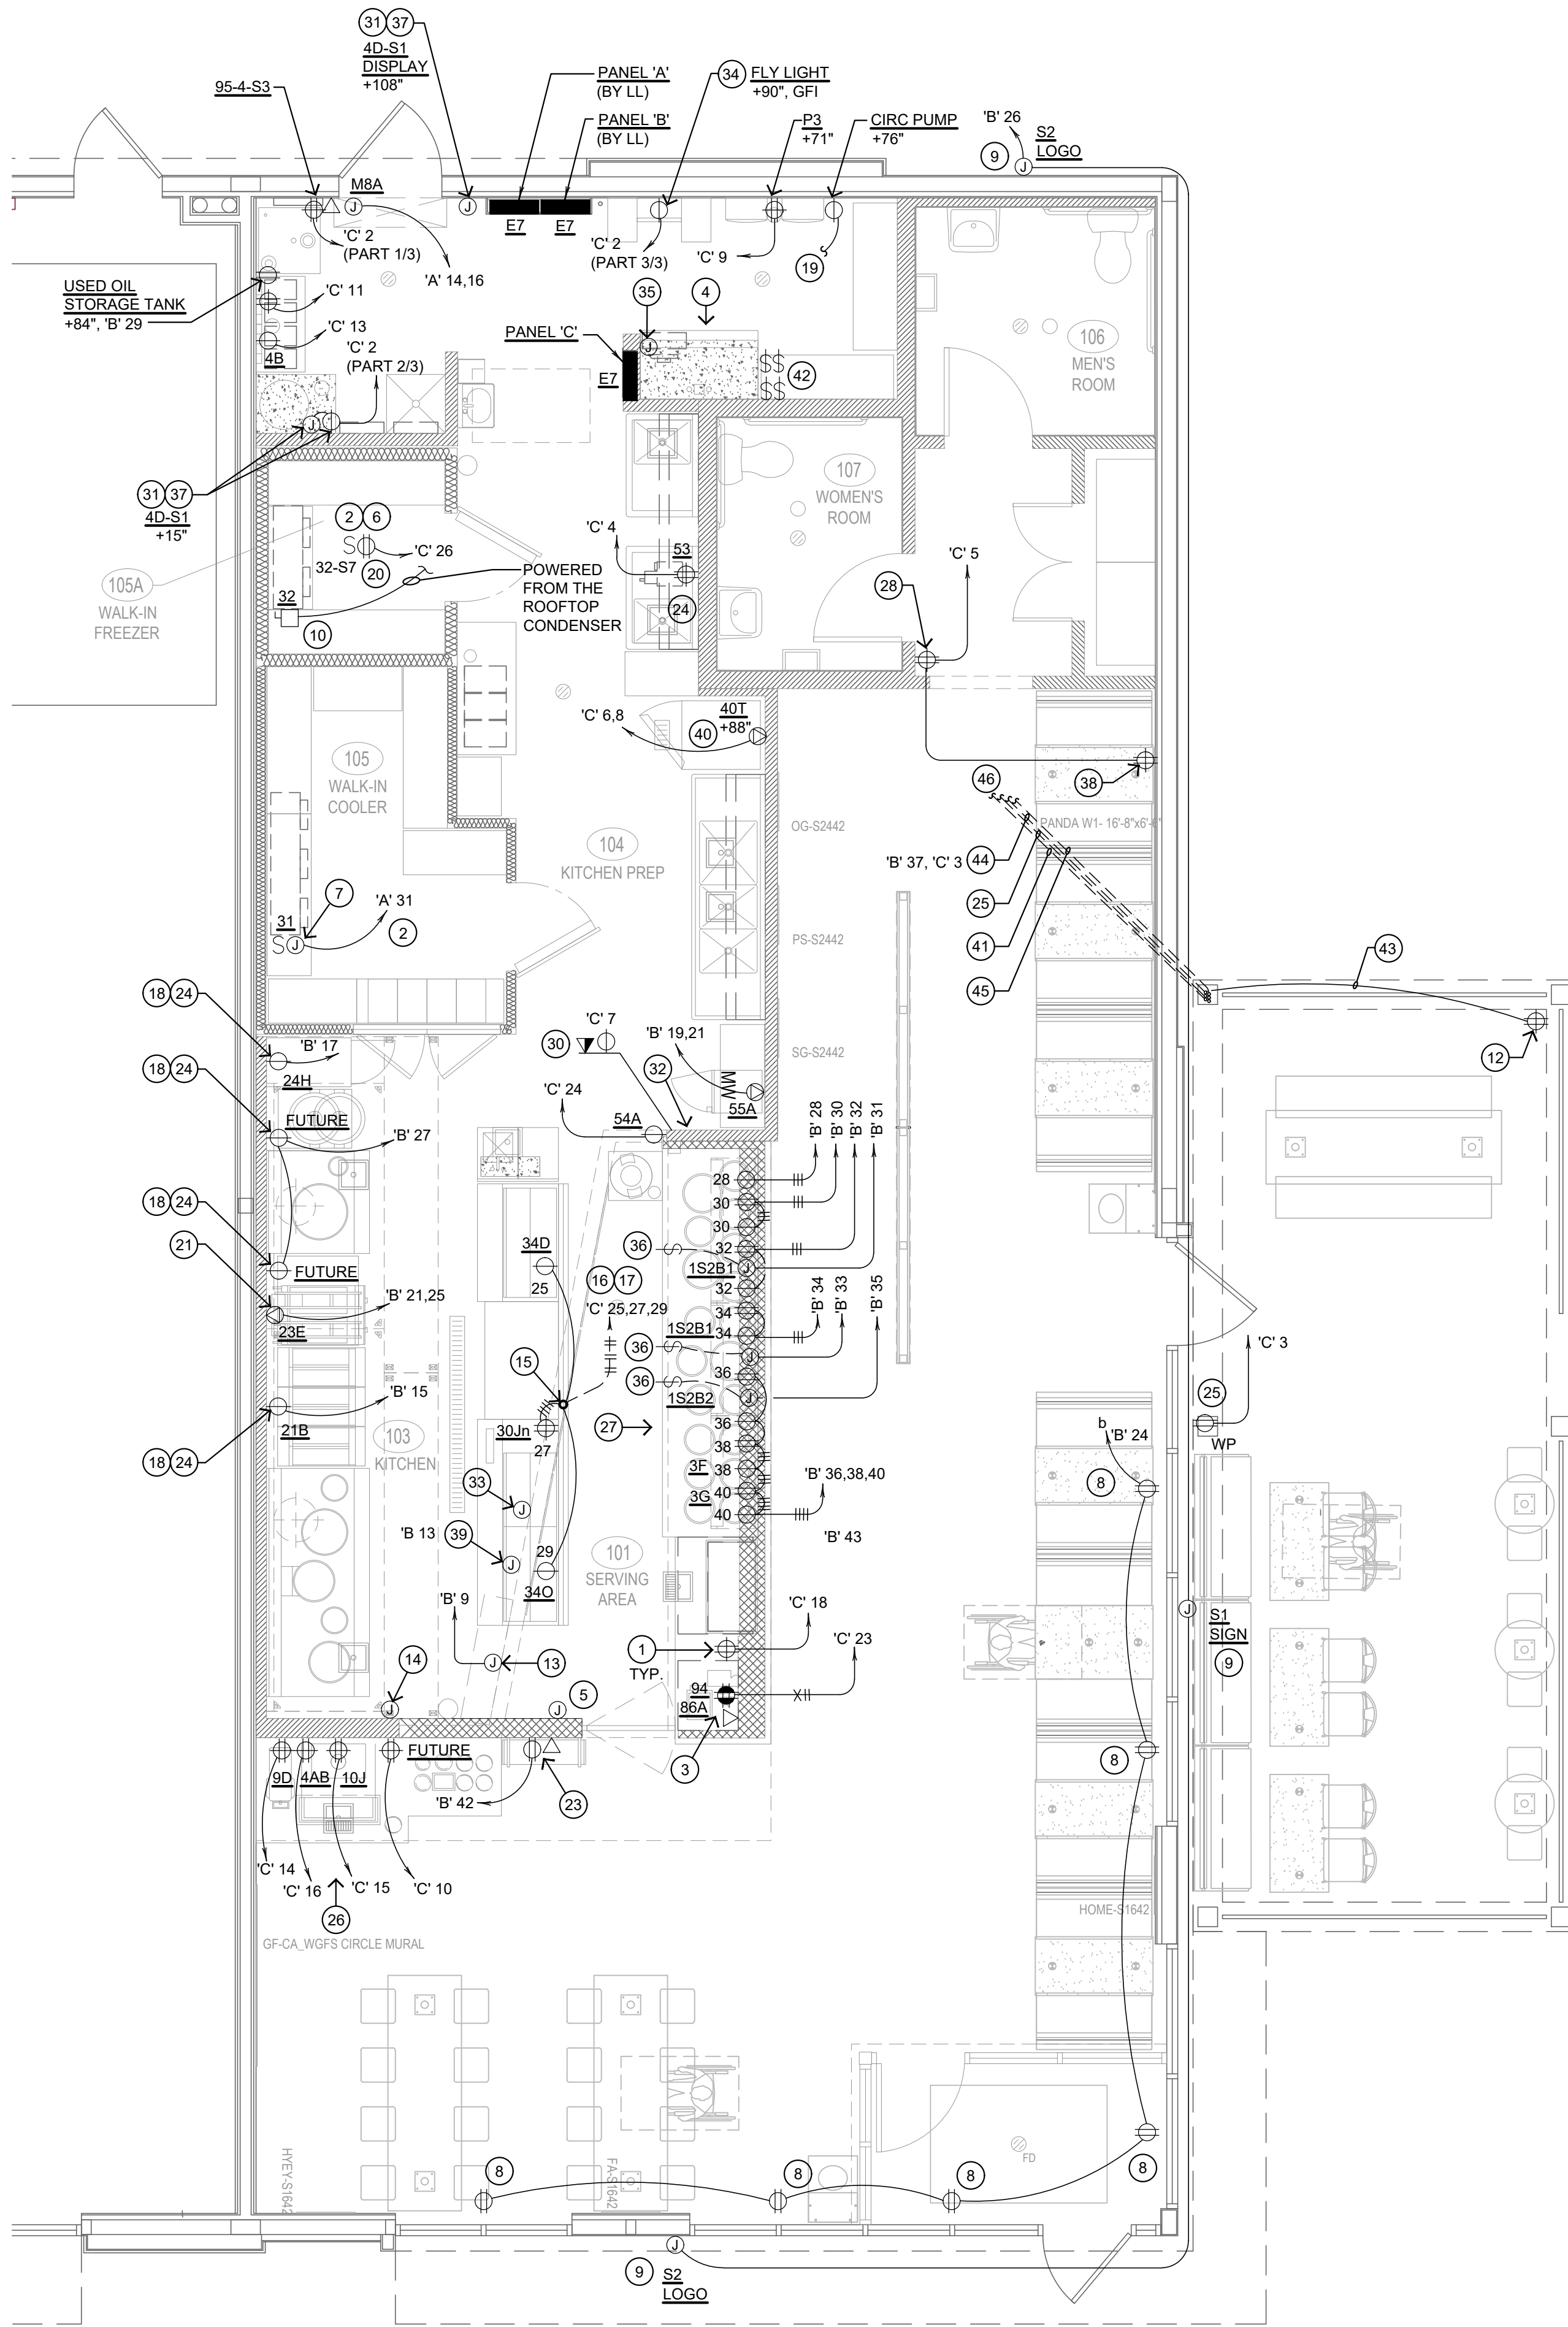 31 37
4D-S1
DISPLAY
+108"
95-4-S3
PANEL 'A'
(BY LL)
PANEL 'B'
(BY LL)
34 FLY LIGHT
+90", GFI
P3
+71"
CIRC PUMP
+76"
'B' 26
9
S2
LOGO
M8A
J
J
J
E7
E7
'C' 2
(PART 1/3)
'A' 14,16
'C' 2
(PART 3/3)
'C' 9
19
USED OIL
STORAGE TANK
+84", 'B' 29
'C' 11
'C' 13
4B
'C' 2
(PART 2/3)
PANEL 'C'
E7
35
J
4
42
106
MEN'S
ROOM
J
31 37
4D-S1
+15"
2 6
'C' 26
32-S7
20
32
10
105A
WALK-IN
FREEZER
POWERED
FROM THE
ROOFTOP
CONDENSER
'C' 4
53
24
107
WOMEN'S
ROOM
28
'C' 5
'C' 6,8
40
40T
+88"
38
46
105
WALK-IN
COOLER
104
KITCHEN PREP
OG-S2442
PANDA W1- 16'-8"x6'-6"
'B' 37, 'C' 3 44
25
41
45
7
31
J
'A' 31
2
PS-S2442
43
12
18 24
'B' 17
24H
18 24
FUTURE
'B' 27
30
'C' 7
'B' 19,21
32
SG-S2442
MW
55A
'C' 24
54A
'B' 28
'B' 30
'B' 32
'B' 31
28
30
30
32
18 24
FUTURE
21
'B' 21,25
23E
34D
25
36
1S2B1
J
32
'B' 34
'B' 33
'B' 35
16 17
'C' 25,27,29
34
1S2B1
34
36
J
15
36
36
1S2B2
J
'B' 15
21B
18 24
103
KITCHEN
30Jn
27
27
36
38
3F
38
40
3G
40
'B' 36,38,40
'B' 43
33
J
'B 13
39
J
29
34O
101
SERVING
AREA
25
WP
'C' 3
b
'B' 24
8
'B' 9
J
13
14
J
5
J
1
TYP.
'C' 18
'C' 23
94
86A
3
J
S1
SIGN
9
9D
4AB
10J
FUTURE
'B' 42
23
8
'C' 14
'C' 16
'C' 15
'C' 10
26
GF-CA_WGFS CIRCLE MURAL
HOME-S1642
HYEY-S1642
FA-S1642
FD
8
8
8
8
J
9
S2
LOGO